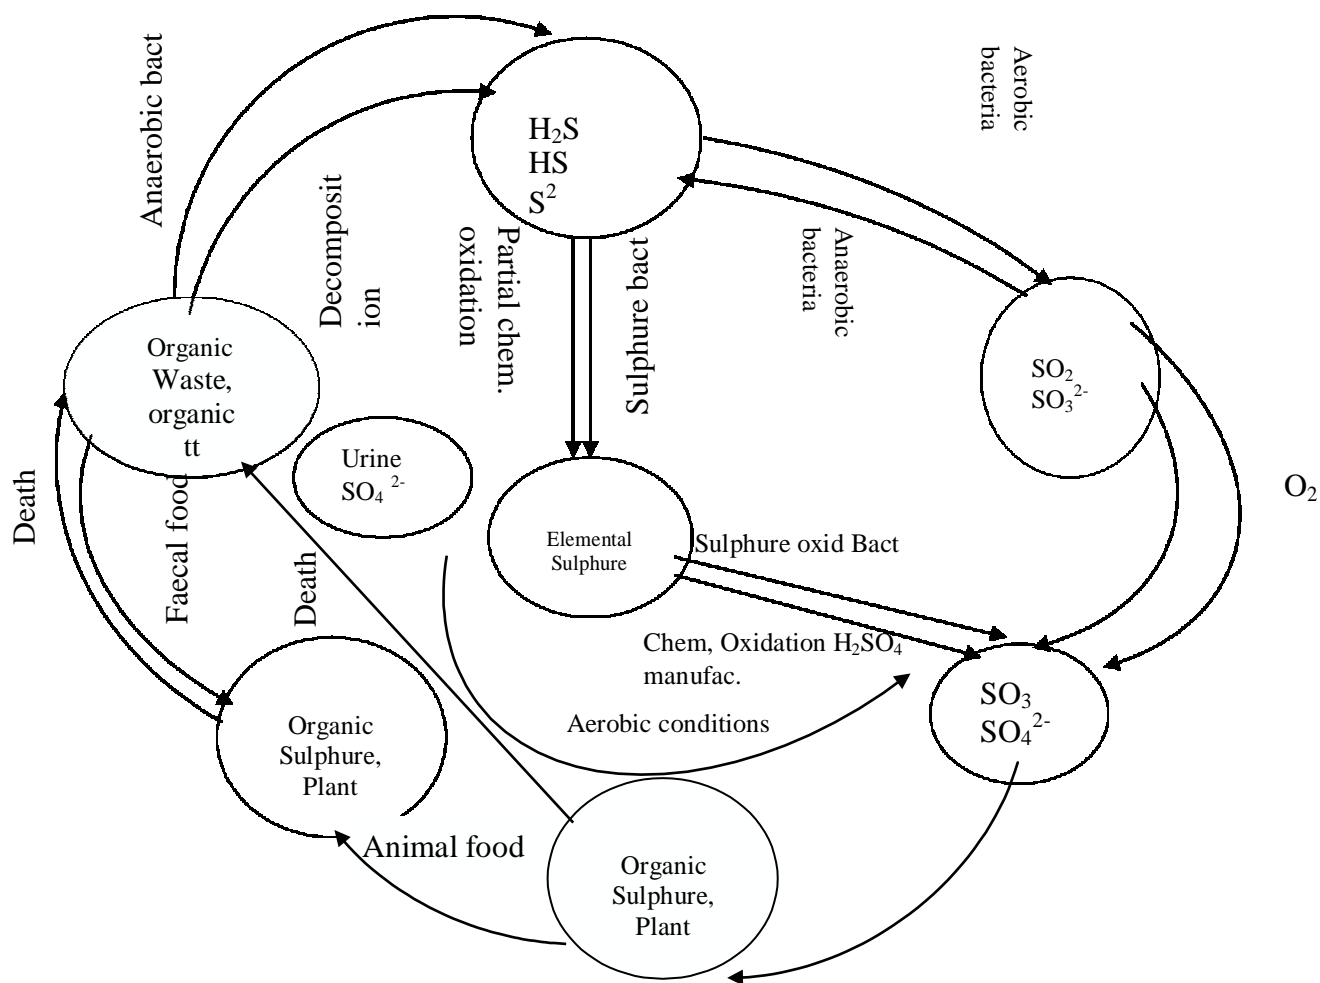 Anaerobic bact
Aerobic
bacteria
H₂S
HS
S²
Decomposit
ion
Partial chem.
oxidation
Sulphure bact
Anaerobic
bacteria
Organic
Waste,
organic
tt
SO₂
SO₃²⁻
O₂
Urine
SO₄ ²⁻
Death
Faecal food
Death
Elemental
Sulphure
Sulphure oxid Bact
Chem, Oxidation H₂SO₄
manufac.
Aerobic conditions
SO₃
SO₄²⁻
Organic
Sulphure,
Plant
Animal food
Organic
Sulphure,
Plant